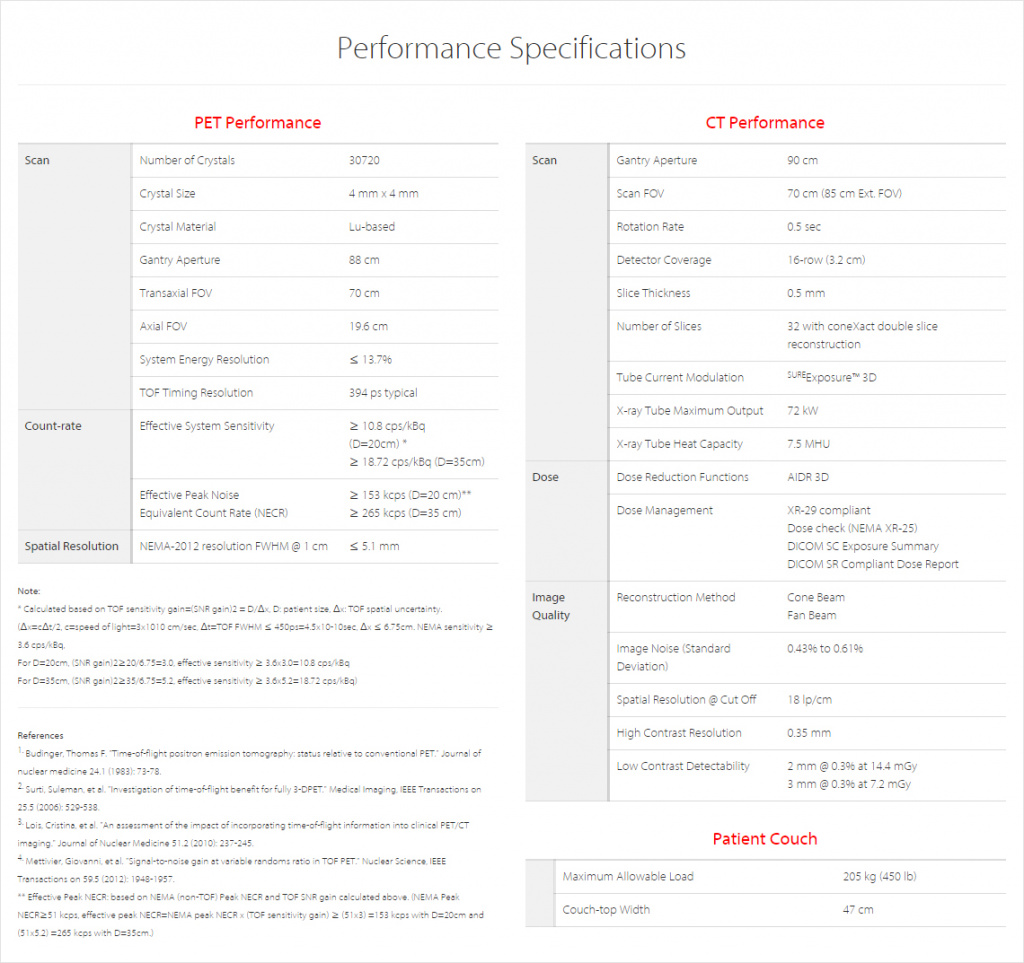 Performance Specifications
PET Performance
Scan
Number of Crystals 30720
Crystal Size 4 mm x 4 mm
Crystal Material Lu-based
Gantry Aperture 88 cm
Transaxial FOV 70 cm
Axial FOV 19.6 cm
System Energy Resolution ≤ 13.7%
TOF Timing Resolution 394 ps typical
Count-rate
Effective System Sensitivity ≥ 10.8 cps/kBq
(D=20cm) *
≥ 18.72 cps/kBq (D=35cm)
Effective Peak Noise ≥ 153 kcps (D=20 cm)**
Equivalent Count Rate (NECR) ≥ 265 kcps (D=35 cm)
Spatial Resolution NEMA-2012 resolution FWHM @ 1 cm ≤ 5.1 mm
Note:
* Calculated based on TOF sensitivity gain=(SNR gain)2 = D/Δx, D: patient size, Δx: TOF spatial uncertainty,
(Δx=cΔt/2, c=speed of light=3x1010 cm/sec, Δt=TOF FWHM ≤ 450ps=4.5x10-10sec, Δx ≤ 6.75cm, NEMA sensitivity ≥
3.6 cps/kBq,
For D=20cm, (SNR gain)2≥20/6.75=3.0, effective sensitivity ≥ 3.6x3.0=10.8 cps/kBq
For D=35cm, (SNR gain)2≥35/6.75=5.2, effective sensitivity ≥ 3.6x5.2=18.72 cps/kBq)
References
1. Budinger, Thomas F. "Time-of-flight positron emission tomography: status relative to conventional PET." Journal of
nuclear medicine 24.1 (1983): 73-78.
2. Surti, Suleman, et al. "Investigation of time-of-flight benefit for fully 3-DPET." Medical Imaging, IEEE Transactions on
25.5 (2006): 529-538.
3. Lois, Cristina, et al. "An assessment of the impact of incorporating time-of-flight information into clinical PET/CT
imaging." Journal of Nuclear Medicine 51.2 (2010): 237-245.
4. Mettivier, Giovanni, et al. "Signal-to-noise gain at variable randoms ratio in TOF PET." Nuclear Science, IEEE
Transactions on 59.5 (2012): 1948-1957.
** Effective Peak NECR: based on NEMA (non-TOF) Peak NECR and TOF SNR gain calculated above, (NEMA Peak
NECR≥51 kcps, effective peak NECR=NEMA peak NECR x (TOF sensitivity gain) ≥ (51x3) =153 kcps with D=20cm and
(51x5.2) =265 kcps with D=35cm.)
CT Performance
Scan
Gantry Aperture 90 cm
Scan FOV 70 cm (85 cm Ext. FOV)
Rotation Rate 0.5 sec
Detector Coverage 16-row (3.2 cm)
Slice Thickness 0.5 mm
Number of Slices 32 with coneXact double slice
reconstruction
Tube Current Modulation SUREExposure™ 3D
X-ray Tube Maximum Output 72 kW
X-ray Tube Heat Capacity 7.5 MHU
Dose
Dose Reduction Functions AIDR 3D
Dose Management XR-29 compliant
Dose check (NEMA XR-25)
DICOM SC Exposure Summary
DICOM SR Compliant Dose Report
Image
Quality
Reconstruction Method Cone Beam
Fan Beam
Image Noise (Standard 0.43% to 0.61%
Deviation)
Spatial Resolution @ Cut Off 18 lp/cm
High Contrast Resolution 0.35 mm
Low Contrast Detectability 2 mm @ 0.3% at 14.4 mGy
3 mm @ 0.3% at 7.2 mGy
Patient Couch
Maximum Allowable Load 205 kg (450 lb)
Couch-top Width 47 cm